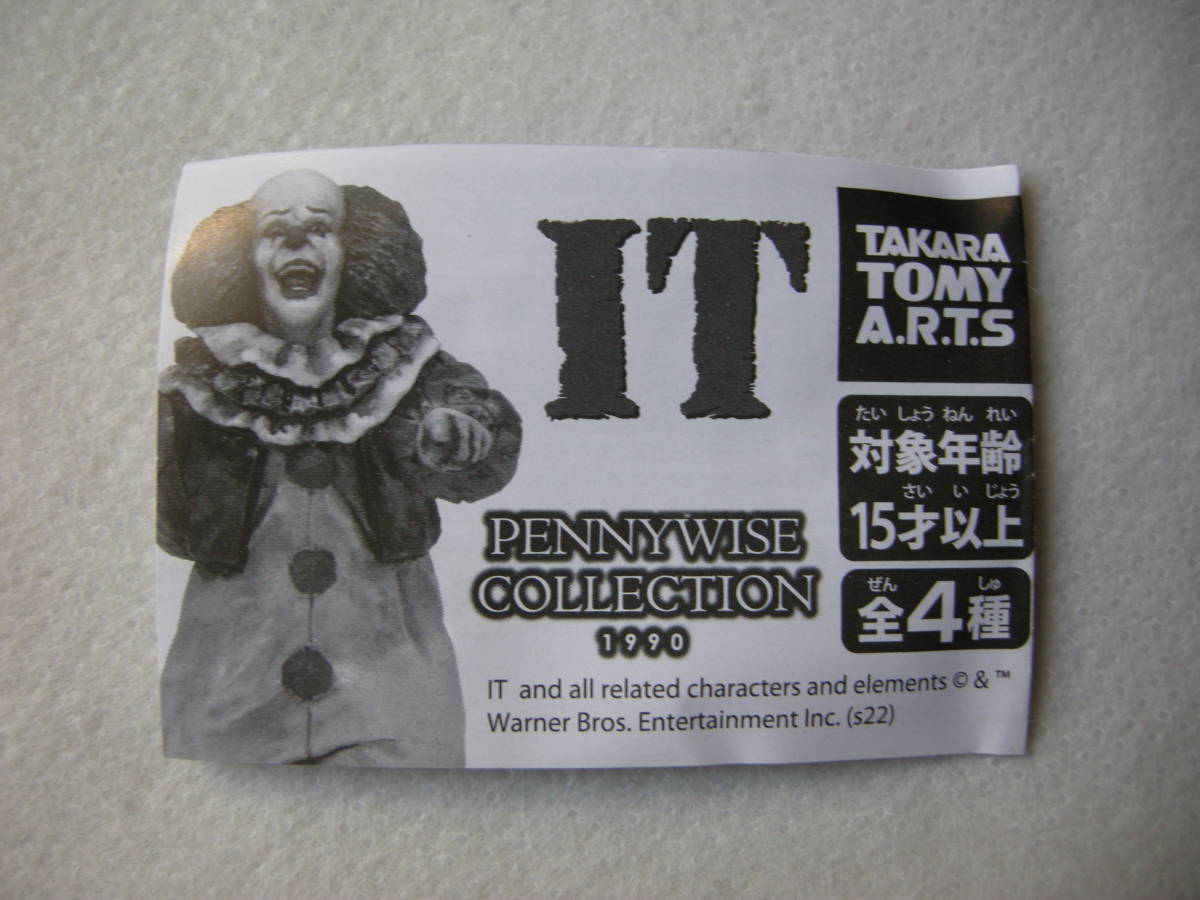 IT
PENNYWISE
COLLECTION
1990
IT and all related characters and elements © & ™
Warner Bros. Entertainment Inc. (s22)
TAKARA
TOMY
A.R.T.S
たい しょう ねん れい
対象年齢
さい い じょう
15才以上
ぜん しゅ
全4種